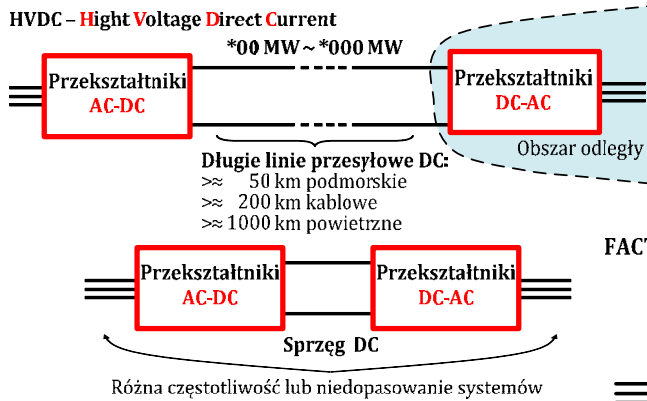 HVDC – Hight Voltage Direct Current
*00 MW ~ *000 MW
Przekształtniki
AC-DC
Przekształtniki
DC-AC
Obszar odległy
Długie linie przesyłowe DC:
>≈ 50 km podmorskie
>≈ 200 km kablowe
>≈ 1000 km powietrzne
FACT
Przekształtniki
AC-DC
Przekształtniki
DC-AC
Sprzęg DC
Różna częstotliwość lub niedopasowanie systemów